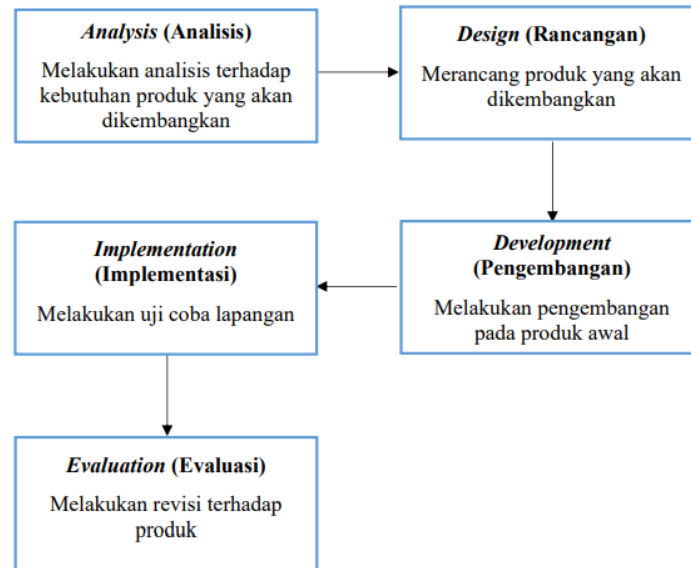 Analysis (Analisis)
Melakukan analisis terhadap
kebutuhan produk yang akan
dikembangkan
Design (Rancangan)
Merancang produk yang akan
dikembangkan
Development
(Pengembangan)
Melakukan pengembangan
pada produk awal
Implementation
(Implementasi)
Melakukan uji coba lapangan
Evaluation (Evaluasi)
Melakukan revisi terhadap
produk